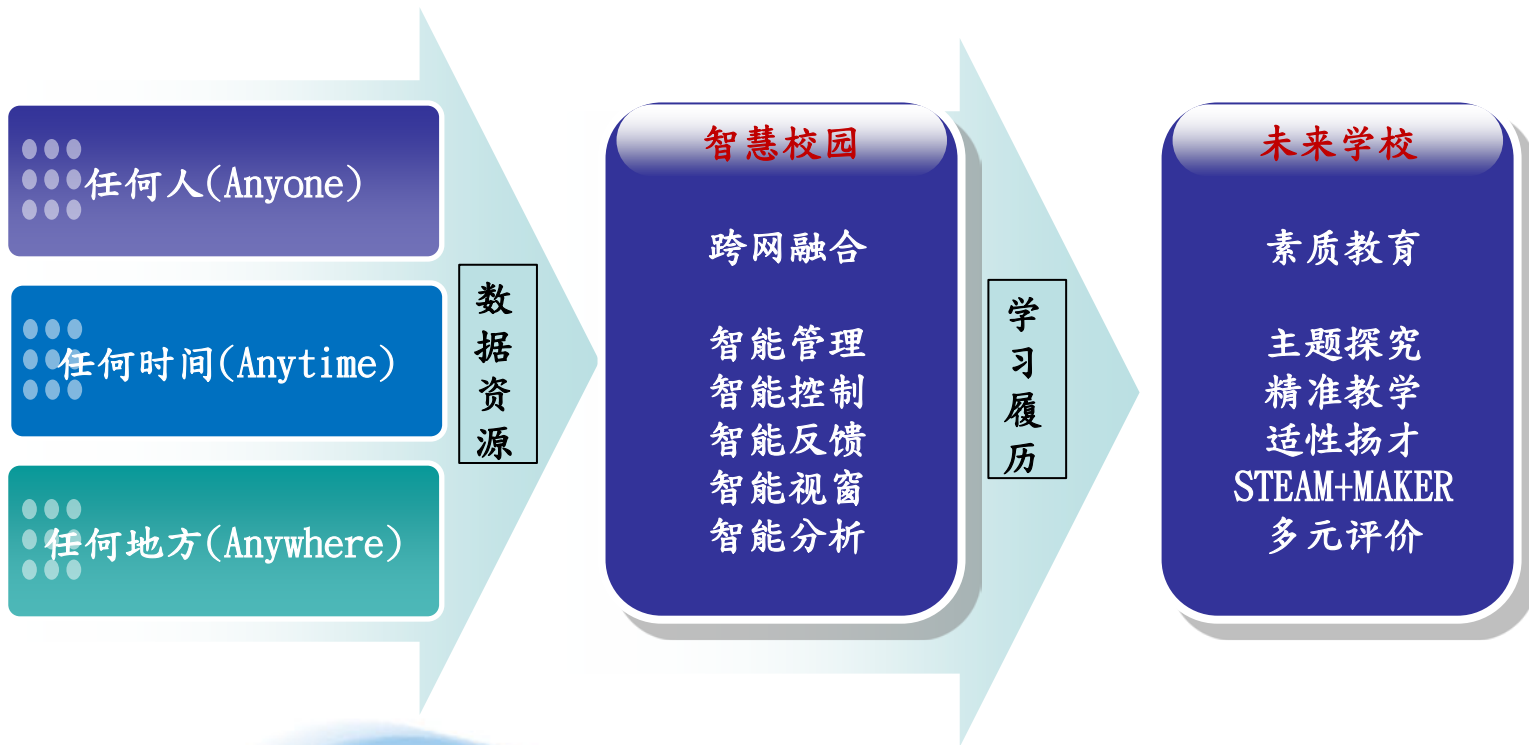 任何人(Anyone)
任何时间(Anytime)
任何地方(Anywhere)
数据资源
智慧校园
跨网融合
智能管理
智能控制
智能反馈
智能视窗
智能分析
学习履历
未来学校
素质教育
主题探究
精准教学
适性扬才
STEAM+MAKER
多元评价